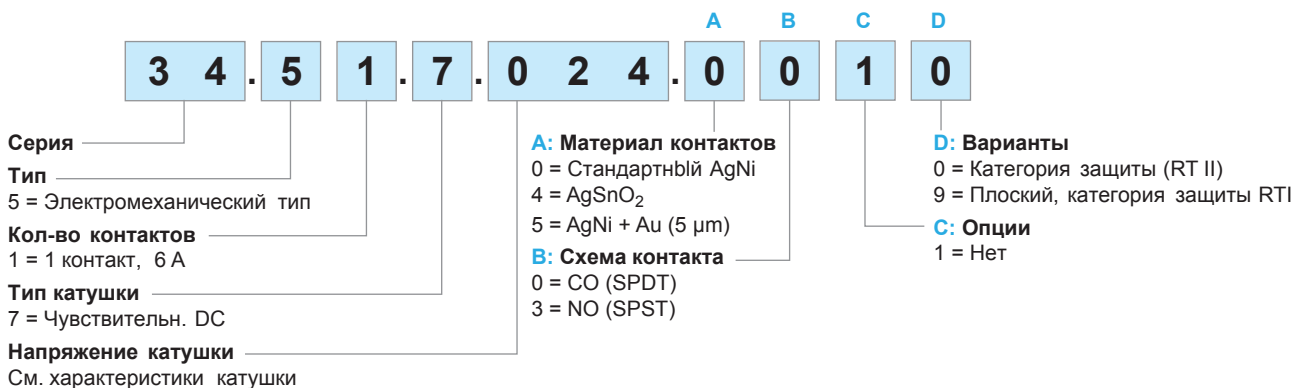 A B C D
3 4 . 5 1 . 7 . 0 2 4 . 0 0 1 0
Серия
Тип
5 = Электромеханический тип
Кол-во контактов
1 = 1 контакт, 6 A
Тип катушки
7 = Чувствительн. DC
Напряжение катушки
См. характеристики катушки
A: Материал контактов
0 = Стандартнblй AgNi
4 = AgSnO2
5 = AgNi + Au (5 µm)
B: Схема контакта
0 = CO (SPDT)
3 = NO (SPST)
D: Варианты
0 = Категория защиты (RT II)
9 = Плоский, категория защиты RTI
C: Опции
1 = Нет